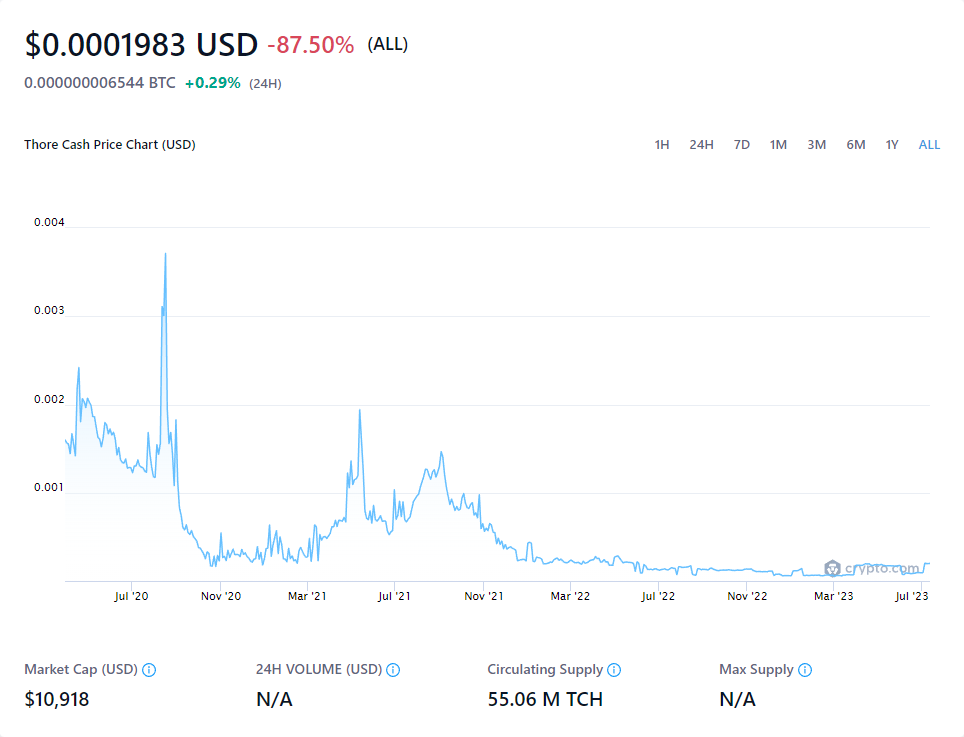 $0.0001983 USD -87.50% (ALL)
0.000000006544 BTC +0.29% (24H)
Thore Cash Price Chart (USD) 1H 24H 7D 1M 3M 6M 1Y ALL
0.004
0.003
0.002
0.001
crypto.com
Jul '20 Nov '20 Mar '21 Jul '21 Nov '21 Mar '22 Jul '22 Nov '22 Mar '23 Jul '23
Market Cap (USD) 24H VOLUME (USD) Circulating Supply Max Supply
$10,918 N/A 55.06 M TCH N/A